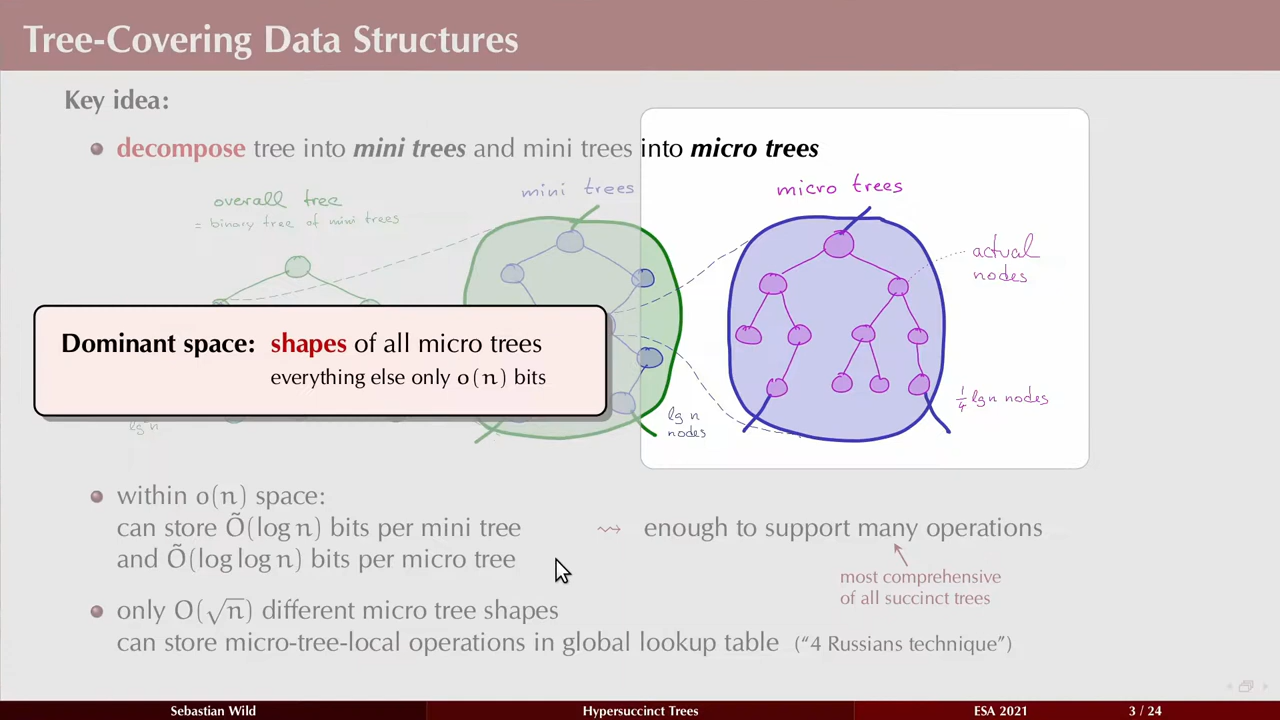 Tree-Covering Data Structures
Key idea:
decompose tree into mini trees and mini trees into micro trees
overall tree
= binary tree of mini trees
mini trees
micro trees
actual
nodes
Dominant space: shapes of all micro trees
everything else only o(n) bits
lg n
nodes
1/4 lg n nodes
within o(n) space:
can store Õ(log n) bits per mini tree
and Õ(log log n) bits per micro tree
⇝ enough to support many operations
most comprehensive
of all succinct trees
only O(√n) different micro tree shapes
can store micro-tree-local operations in global lookup table (“4 Russians technique”)
Sebastian Wild
Hypersuccinct Trees
ESA 2021
3 / 24